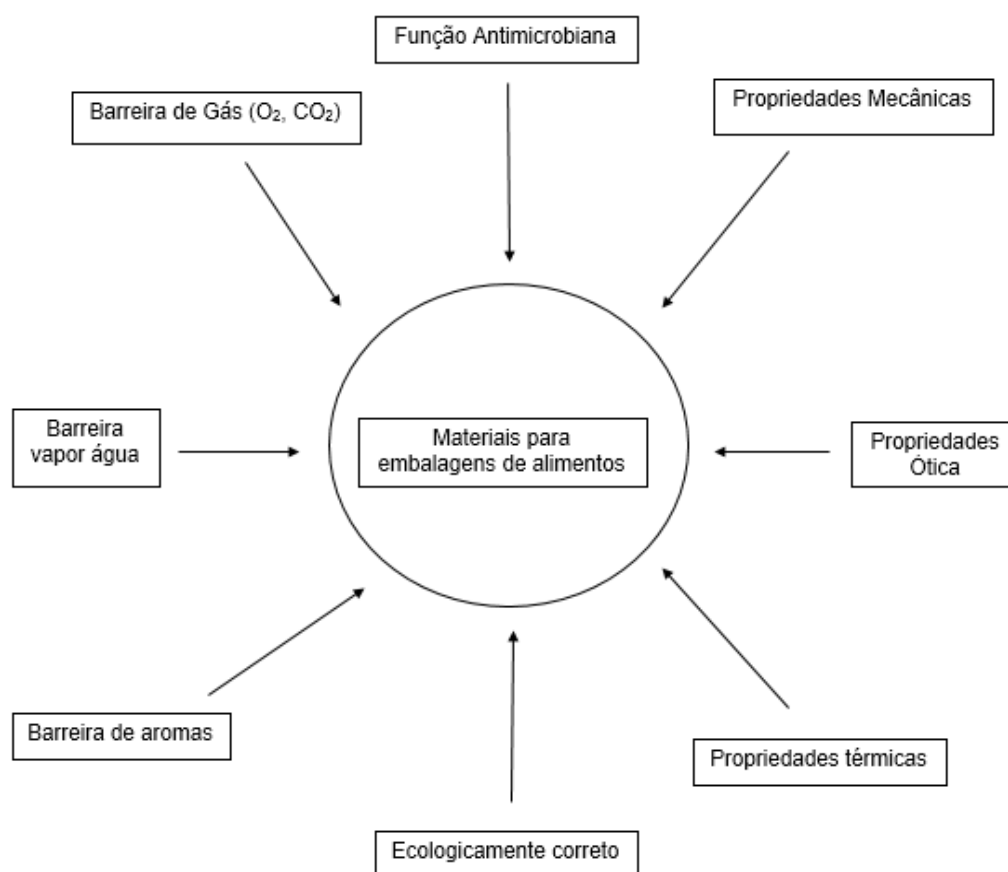 Função Antimicrobiana
Barreira de Gás (O₂, CO₂)
Propriedades Mecânicas
Barreira
vapor água
Materiais para
embalagens de alimentos
Propriedades
Ótica
Barreira de aromas
Propriedades térmicas
Ecologicamente correto